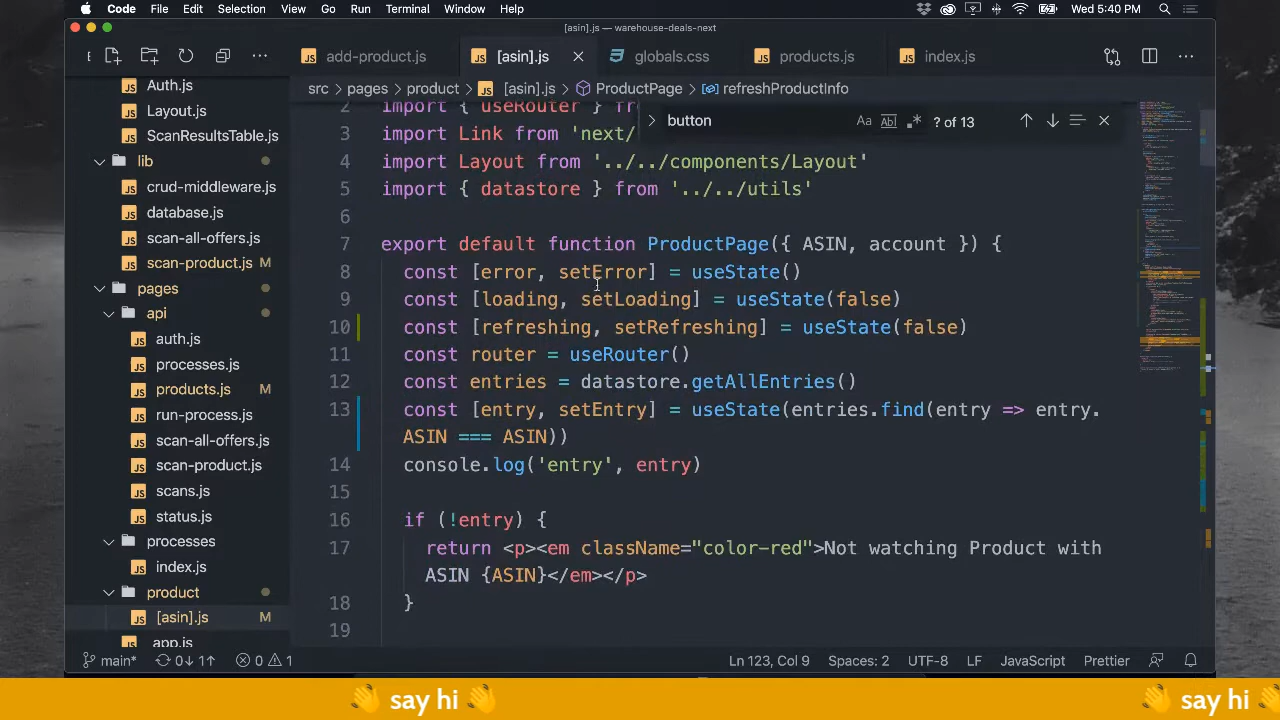 Code File Edit Selection View Go Run Terminal Window Help Wed 5:40 PM
[asin].js — warehouse-deals-next
E add-product.js [asin].js globals.css products.js index.js
src > pages > product > [asin].js > ProductPage > refreshProductInfo
button Aa Ab ? of 13
Auth.js
Layout.js
ScanResultsTable.js
lib
crud-middleware.js
database.js
scan-all-offers.js
scan-product.js M
pages
api
auth.js
processes.js
products.js M
run-process.js
scan-all-offers.js
scan-product.js
scans.js
status.js
processes
index.js
product
[asin].js M
app.js
2 import { useRouter } fr
3 import Link from 'next/
4 import Layout from '../../components/Layout'
5 import { datastore } from '../../utils'
6
7 export default function ProductPage({ ASIN, account }) {
8 const [error, setError] = useState()
9 const [loading, setLoading] = useState(false)
10 const [refreshing, setRefreshing] = useState(false)
11 const router = useRouter()
12 const entries = datastore.getAllEntries()
13 const [entry, setEntry] = useState(entries.find(entry => entry.
ASIN === ASIN))
14 console.log('entry', entry)
15
16 if (!entry) {
17 return <p><em className="color-red">Not watching Product with
ASIN {ASIN}</em></p>
18 }
19
main* 0↓ 1↑ 0 1 Ln 123, Col 9 Spaces: 2 UTF-8 LF JavaScript Prettier
👋 say hi 👋 👋 say hi